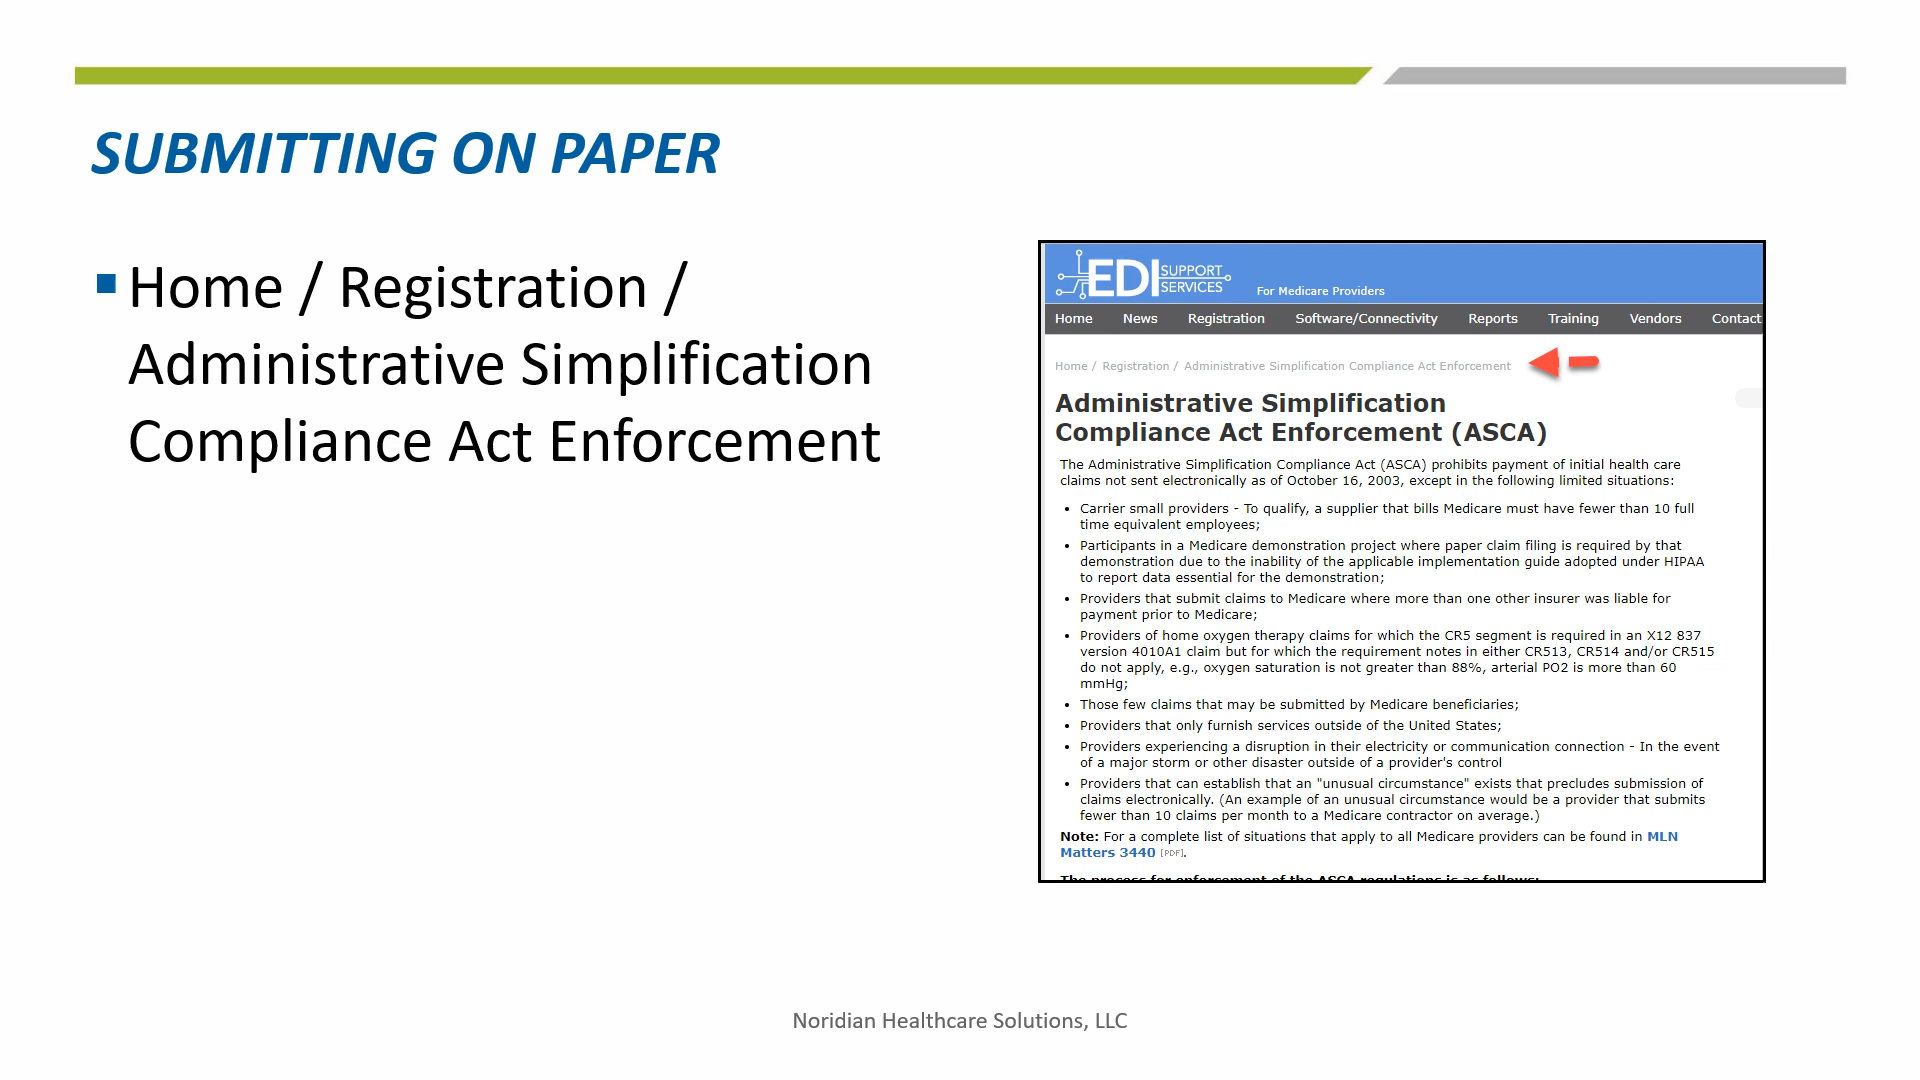 SUBMITTING ON PAPER
Home / Registration /
Administrative Simplification
Compliance Act Enforcement
EDI SUPPORT SERVICES For Medicare Providers
Home News Registration Software/Connectivity Reports Training Vendors Contact
Home / Registration / Administrative Simplification Compliance Act Enforcement
Administrative Simplification
Compliance Act Enforcement (ASCA)
The Administrative Simplification Compliance Act (ASCA) prohibits payment of initial health care
claims not sent electronically as of October 16, 2003, except in the following limited situations:
• Carrier small providers - To qualify, a supplier that bills Medicare must have fewer than 10 full
time equivalent employees;
• Participants in a Medicare demonstration project where paper claim filing is required by that
demonstration due to the inability of the applicable implementation guide adopted under HIPAA
to report data essential for the demonstration;
• Providers that submit claims to Medicare where more than one other insurer was liable for
payment prior to Medicare;
• Providers of home oxygen therapy claims for which the CR5 segment is required in an X12 837
version 4010A1 claim but for which the requirement notes in either CR513, CR514 and/or CR515
do not apply, e.g., oxygen saturation is not greater than 88%, arterial PO2 is more than 60
mmHg;
• Those few claims that may be submitted by Medicare beneficiaries;
• Providers that only furnish services outside of the United States;
• Providers experiencing a disruption in their electricity or communication connection - In the event
of a major storm or other disaster outside of a provider's control
• Providers that can establish that an "unusual circumstance" exists that precludes submission of
claims electronically. (An example of an unusual circumstance would be a provider that submits
fewer than 10 claims per month to a Medicare contractor on average.)
Note: For a complete list of situations that apply to all Medicare providers can be found in MLN
Matters 3440 [PDF].
The process for enforcement of the ASCA regulations is as follows:
Noridian Healthcare Solutions, LLC